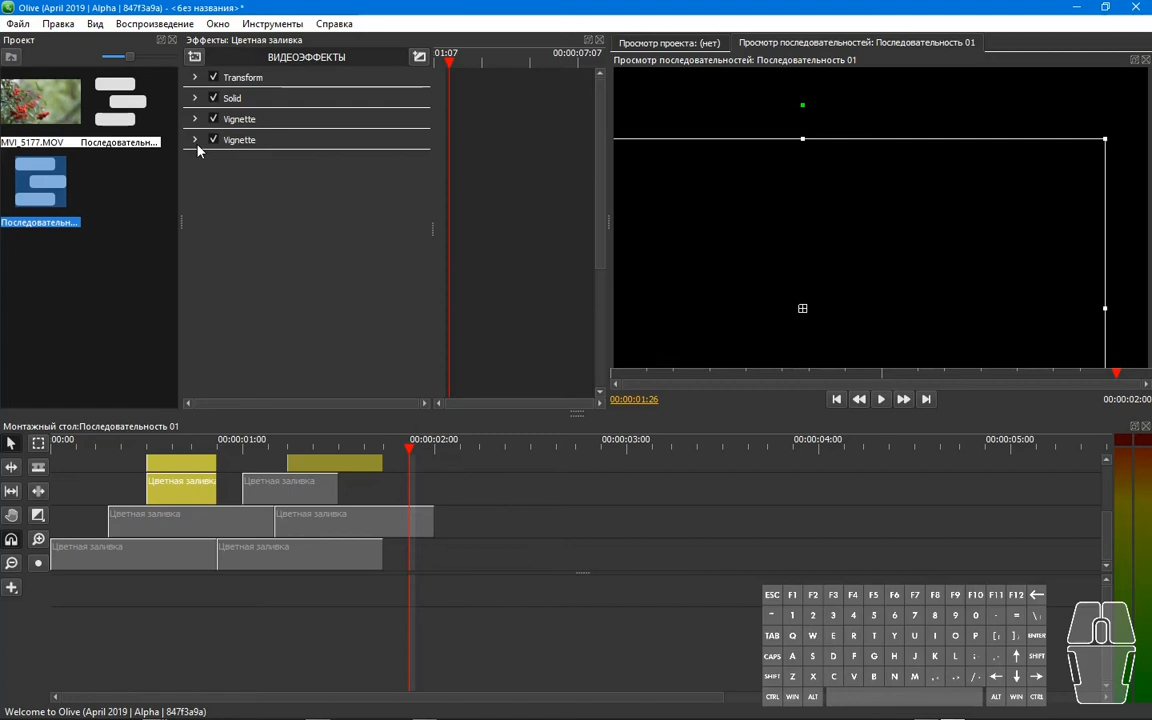 Olive (April 2019 | Alpha | 847f3a9a) - <без названия>*
Файл Правка Вид Воспроизведение Окно Инструменты Справка
Проект
Эффекты: Цветная заливка
ВИДЕОЭФФЕКТЫ
01:07 00:00:07:07
Просмотр проекта: (нет) Просмотр последовательностей: Последовательность 01
Просмотр последовательностей: Последовательность 01
Transform
Solid
Vignette
Vignette
MVI_5177.MOV Последовательн...
Последовательн...
00:00:01:26 00:00:02:00
Монтажный стол:Последовательность 01
00:00 00:00:01:00 00:00:02:00 00:00:03:00 00:00:04:00 00:00:05:00
Цветная заливка Цветная заливка
Цветная заливка Цветная заливка
Цветная заливка Цветная заливка
ESC F1 F2 F3 F4 F5 F6 F7 F8 F9 F10 F11 F12
~ 1 2 3 4 5 6 7 8 9 0 - = \
TAB Q W E R T Y U I O P [ ] ENTER
CAPS A S D F G H J K L ; SHIFT
SHIFT Z X C V B N M , . /
CTRL WIN ALT ALT WIN CTRL
Welcome to Olive (April 2019 | Alpha | 847f3a9a)